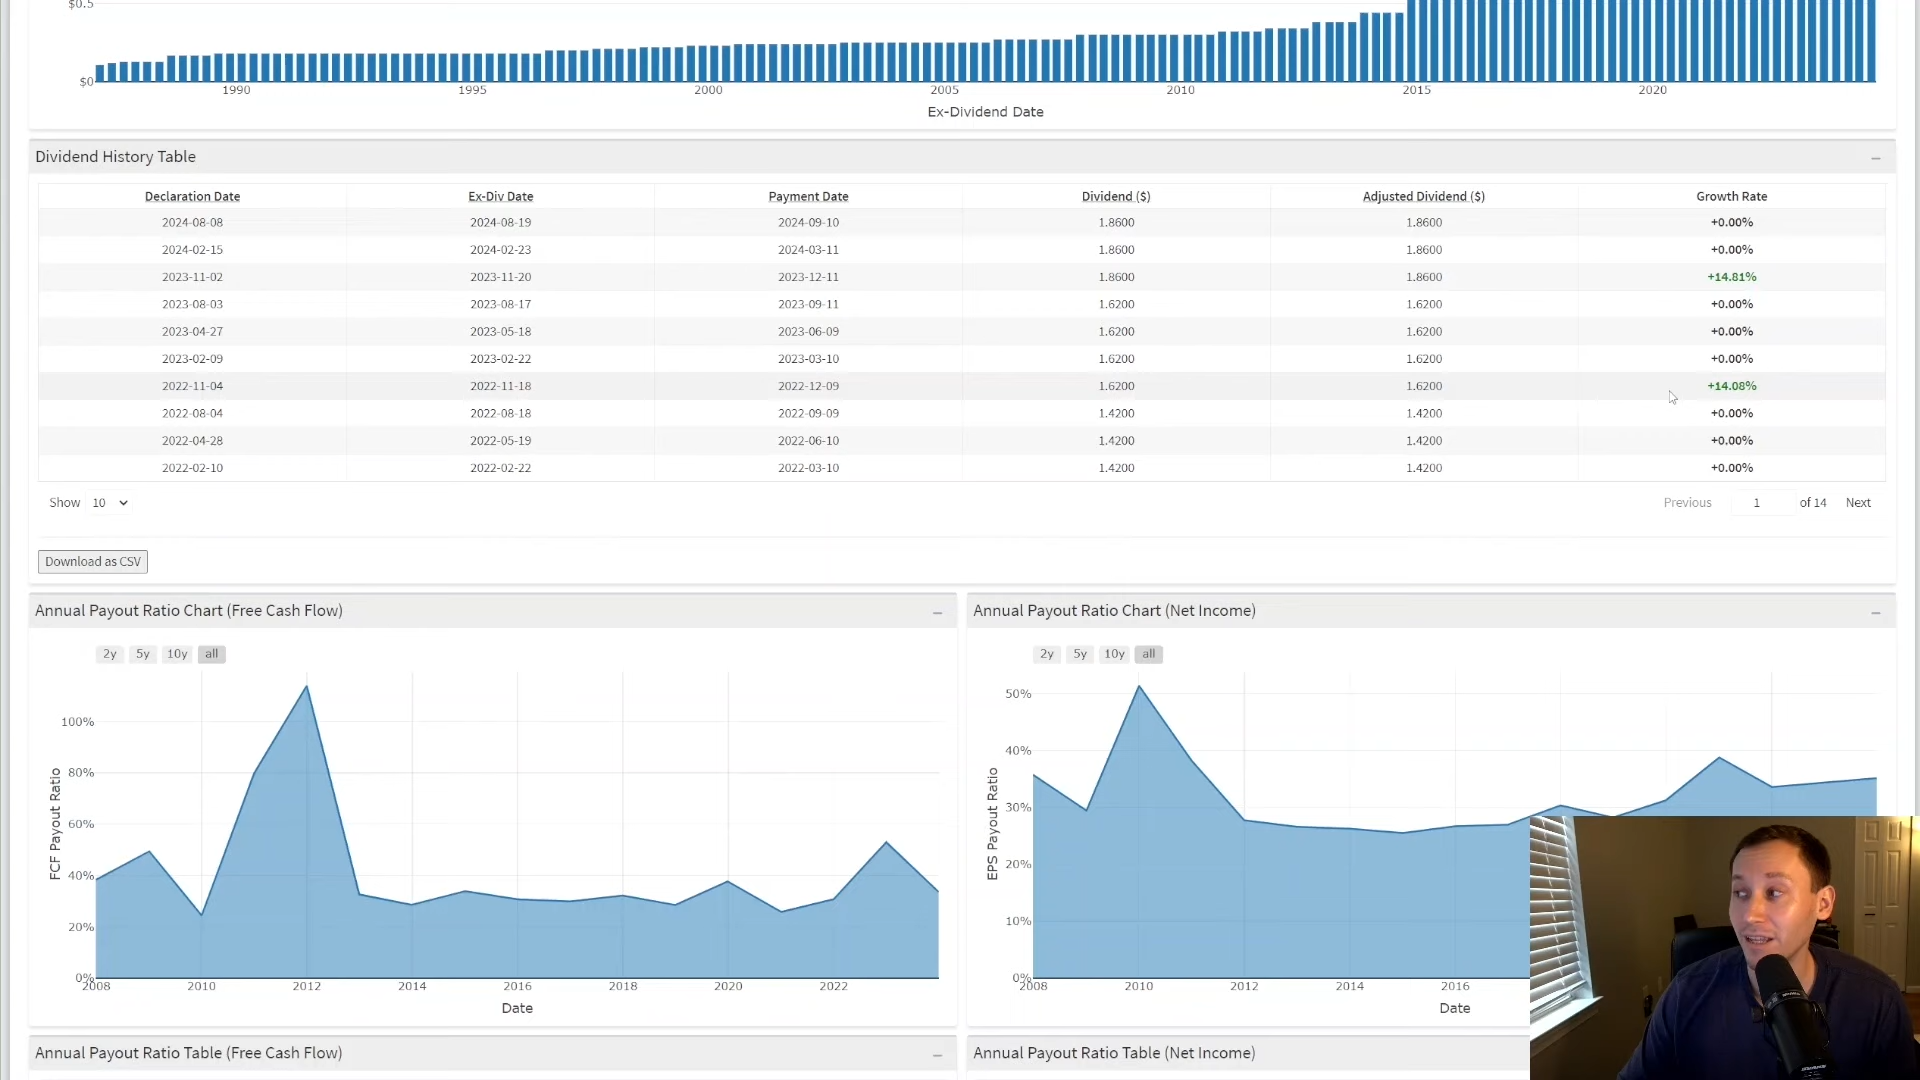 $0.5
$0
1990 1995 2000 2005 2010 2015 2020
Ex-Dividend Date
Dividend History Table
Declaration Date Ex-Div Date Payment Date Dividend ($) Adjusted Dividend ($) Growth Rate
2024-08-08 2024-08-19 2024-09-10 1.8600 1.8600 +0.00%
2024-02-15 2024-02-23 2024-03-11 1.8600 1.8600 +0.00%
2023-11-02 2023-11-20 2023-12-11 1.8600 1.8600 +14.81%
2023-08-03 2023-08-17 2023-09-11 1.6200 1.6200 +0.00%
2023-04-27 2023-05-18 2023-06-09 1.6200 1.6200 +0.00%
2023-02-09 2023-02-22 2023-03-10 1.6200 1.6200 +0.00%
2022-11-04 2022-11-18 2022-12-09 1.6200 1.6200 +14.08%
2022-08-04 2022-08-18 2022-09-09 1.4200 1.4200 +0.00%
2022-04-28 2022-05-19 2022-06-10 1.4200 1.4200 +0.00%
2022-02-10 2022-02-22 2022-03-10 1.4200 1.4200 +0.00%
Show 10 Previous 1 of 14 Next
Download as CSV
Annual Payout Ratio Chart (Free Cash Flow)
2y 5y 10y all
100%
80%
60%
40%
20%
0%
FCF Payout Ratio
2008 2010 2012 2014 2016 2018 2020 2022
Date
Annual Payout Ratio Chart (Net Income)
2y 5y 10y all
50%
40%
30%
20%
10%
0%
EPS Payout Ratio
2008 2010 2012 2014 2016
Date
Annual Payout Ratio Table (Free Cash Flow)
Annual Payout Ratio Table (Net Income)